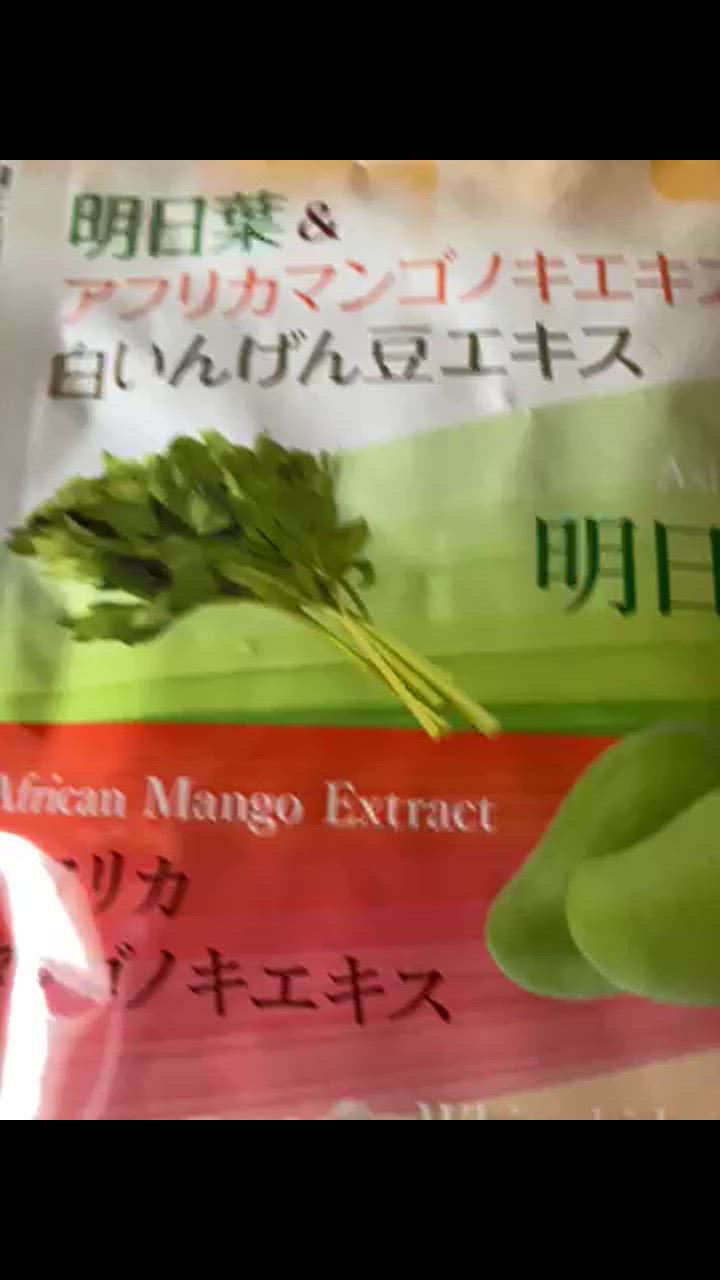 明日葉&
アフリカマンゴノキエキ
白いんげん豆エキス
明日
African Mango Extract
リカ
ゴノキエキス